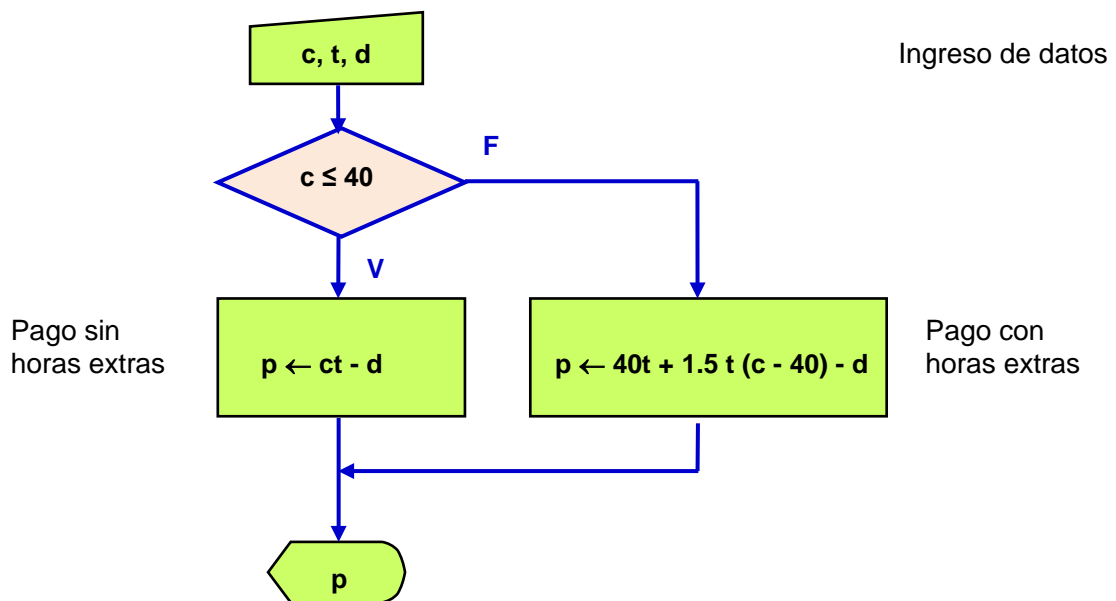 c, t, d
Ingreso de datos
F
c ≤ 40
V
Pago sin
horas extras
p ← ct - d
p ← 40t + 1.5 t (c - 40) - d
Pago con
horas extras
p